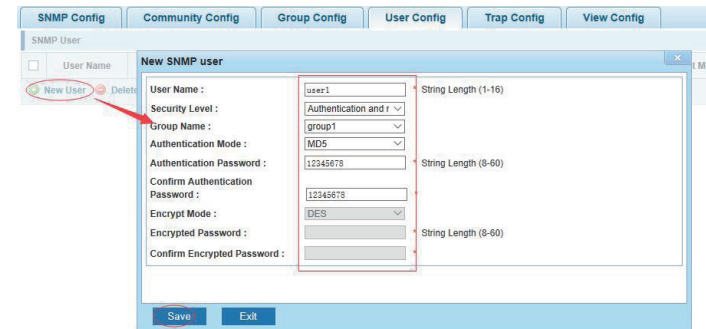 SNMP Config Community Config Group Config User Config Trap Config View Config
SNMP User
User Name
New User Delete
New SNMP user
User Name : user1 * String Length (1-16)
Security Level : Authentication and r
Group Name : group1
Authentication Mode : MD5
Authentication Password : 12345678 * String Length (8-60)
Confirm Authentication
Password : 12345678 *
Encrypt Mode : DES
Encrypted Password : * String Length (8-60)
Confirm Encrypted Password : *
Save Exit